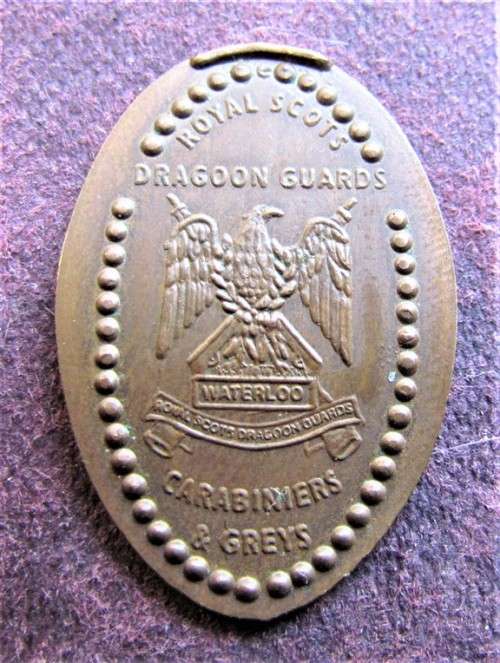 ROYAL SCOTS
DRAGOON GUARDS
WATERLOO
ROYAL SCOTS DRAGOON GUARDS
CARABINIERS
& GREYS